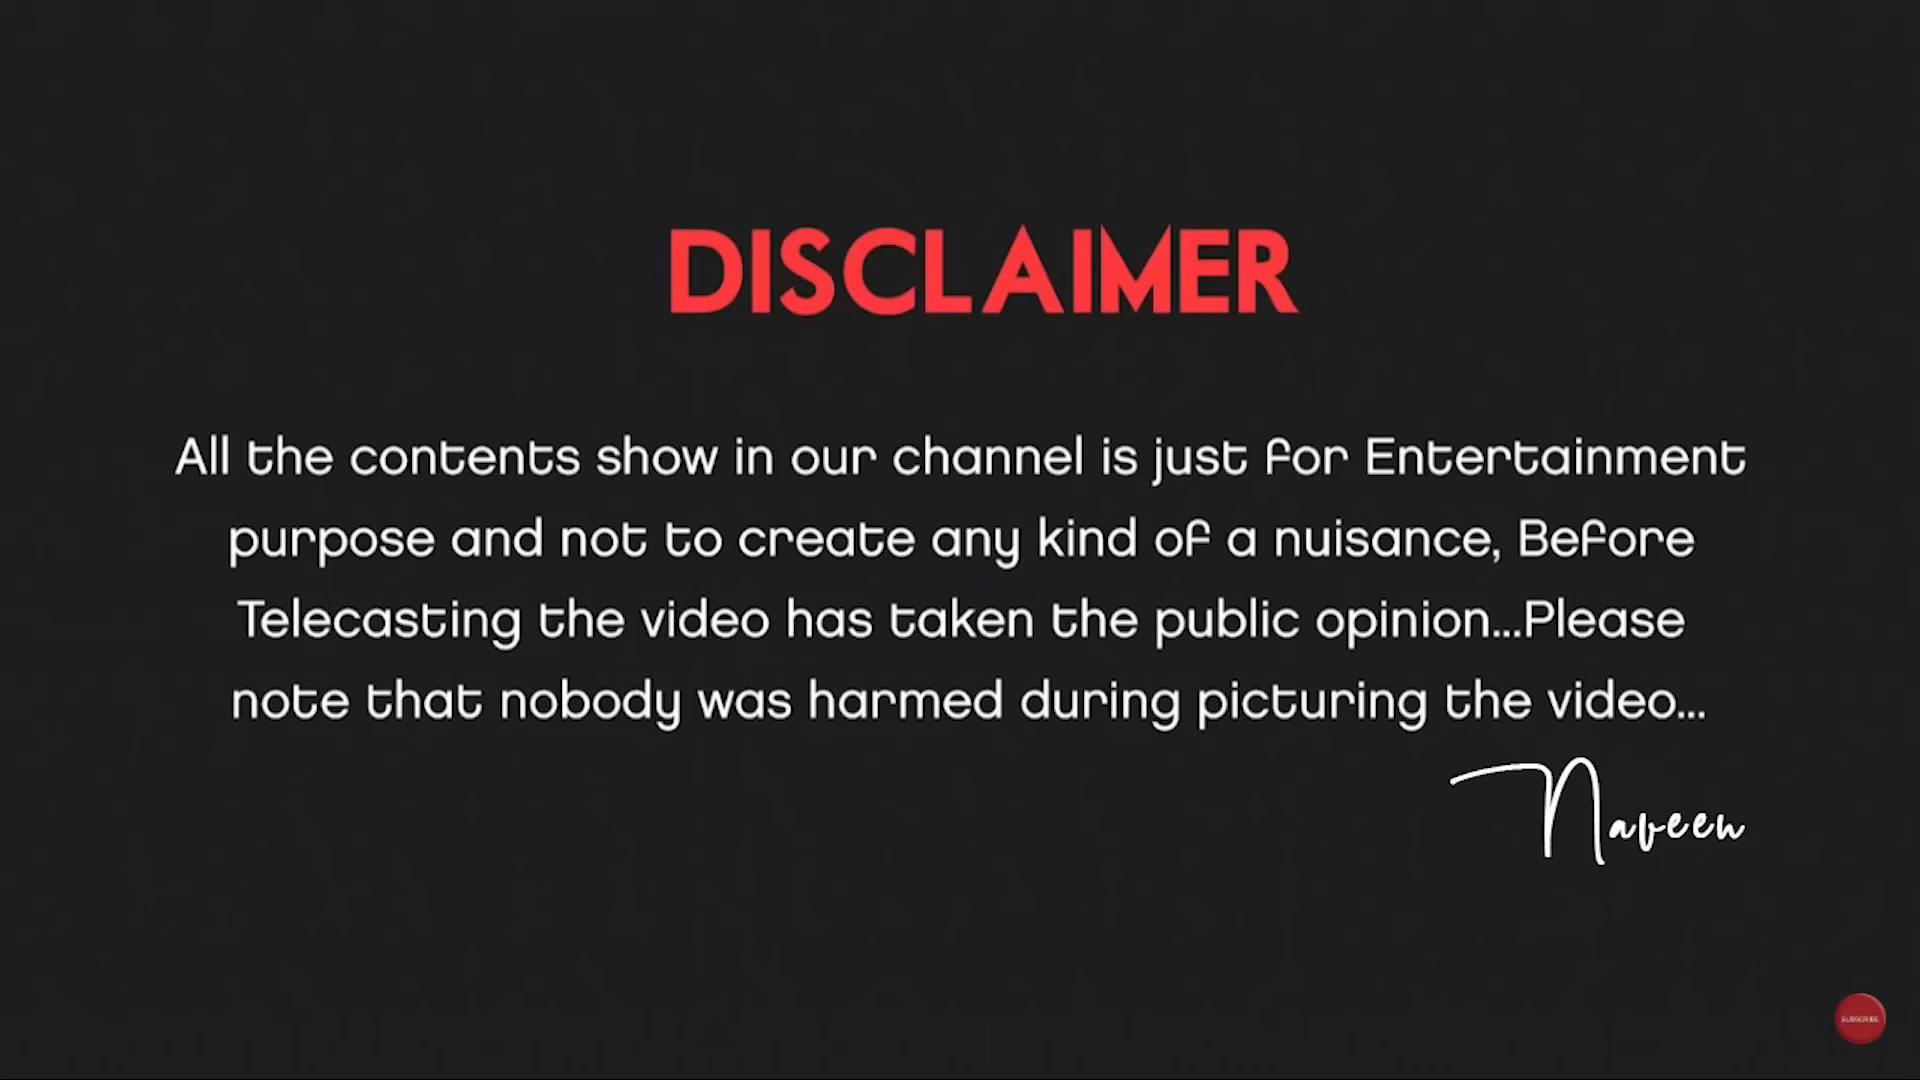 DISCLAIMER
All the contents show in our channel is just for Entertainment
purpose and not to create any kind of a nuisance, Before
Telecasting the video has taken the public opinion...Please
note that nobody was harmed during picturing the video...
Naveen
SUBSCRIBE